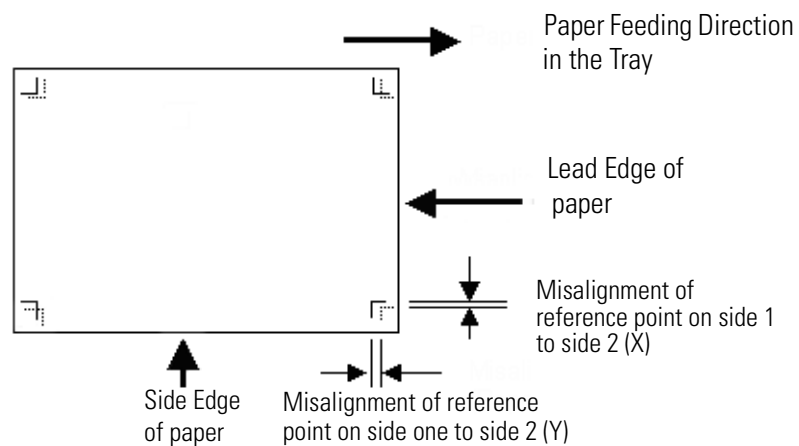 Paper Feeding Direction
in the Tray
Lead Edge of
paper
Misalignment of
reference point on side 1
to side 2 (X)
Side Edge
of paper
Misalignment of reference
point on side one to side 2 (Y)